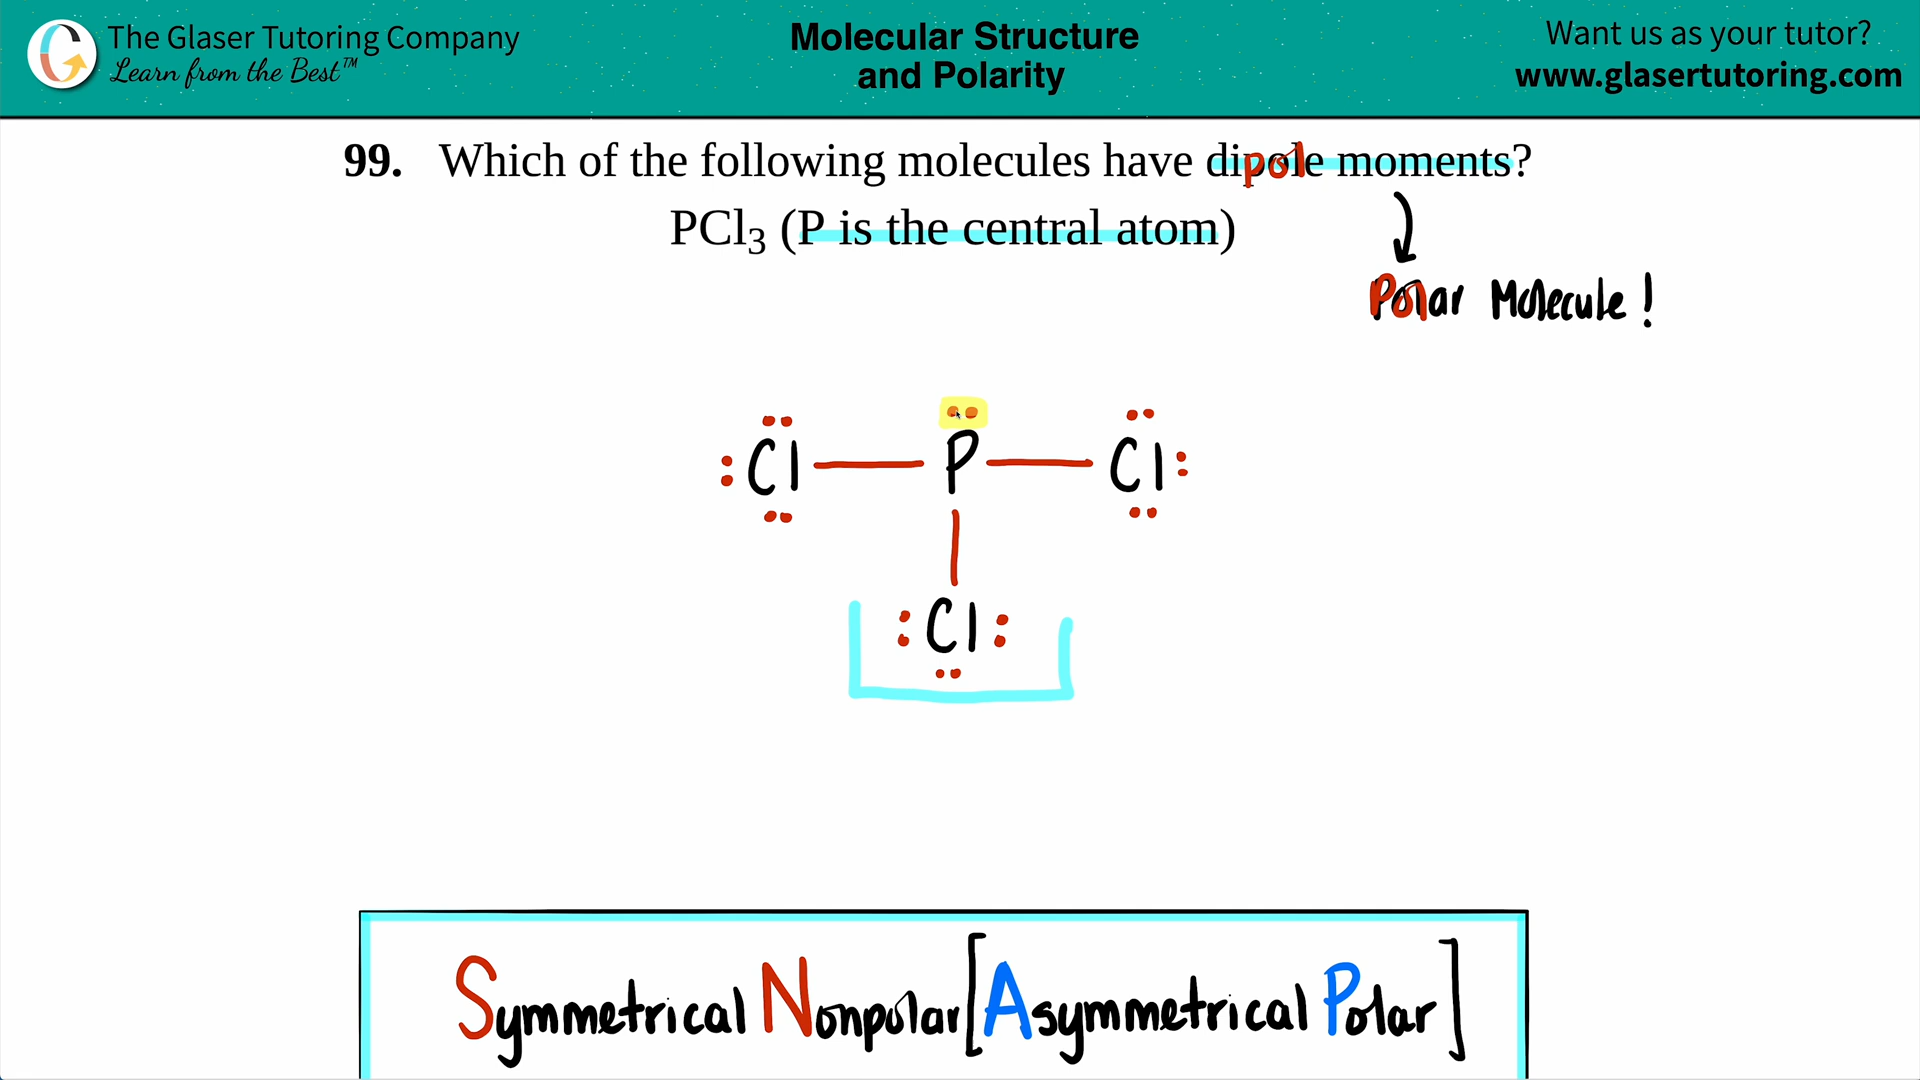 The Glaser Tutoring Company
Learn from the Best™
Molecular Structure
and Polarity
Want us as your tutor?
www.glasertutoring.com
99. Which of the following molecules have dipole moments?
PCl₃ (P is the central atom)
Polar Molecule!
Cl P Cl
Cl
Symmetrical Nonpolar [Asymmetrical Polar]